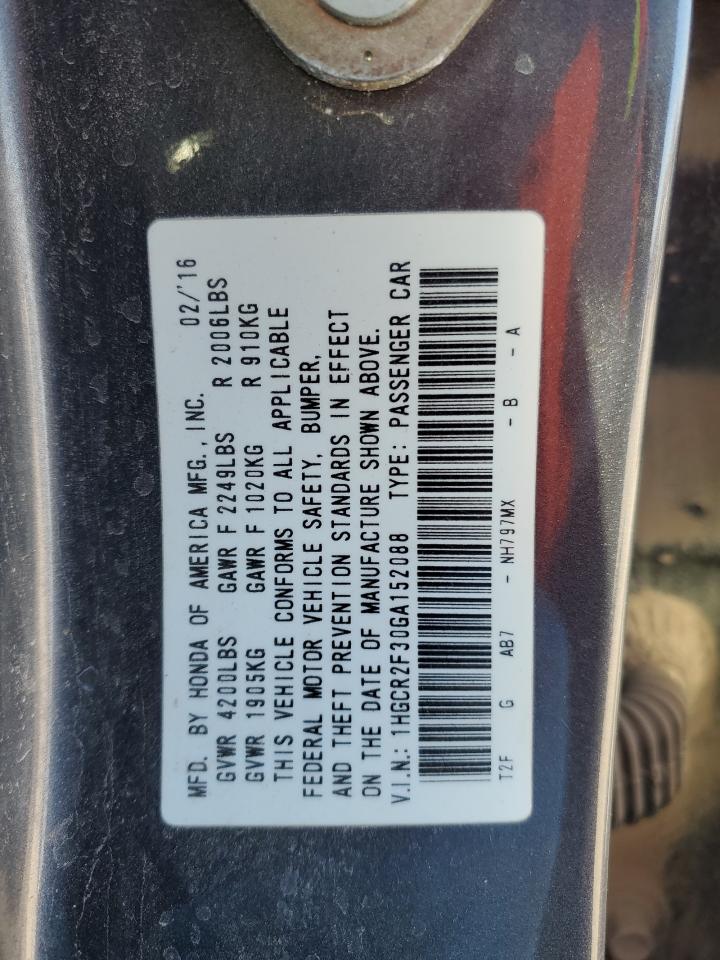 MFD. BY HONDA OF AMERICA MFG., INC. 02/'16
GVWR 4200LBS GAWR F 2249LBS R 2006LBS
GVWR 1905KG GAWR F 1020KG R 910KG
THIS VEHICLE CONFORMS TO ALL APPLICABLE
FEDERAL MOTOR VEHICLE SAFETY, BUMPER,
AND THEFT PREVENTION STANDARDS IN EFFECT
ON THE DATE OF MANUFACTURE SHOWN ABOVE.
V.I.N.: 1HGCR2F30GA152088 TYPE: PASSENGER CAR
T2F G AB7 - NH797MX - B - A